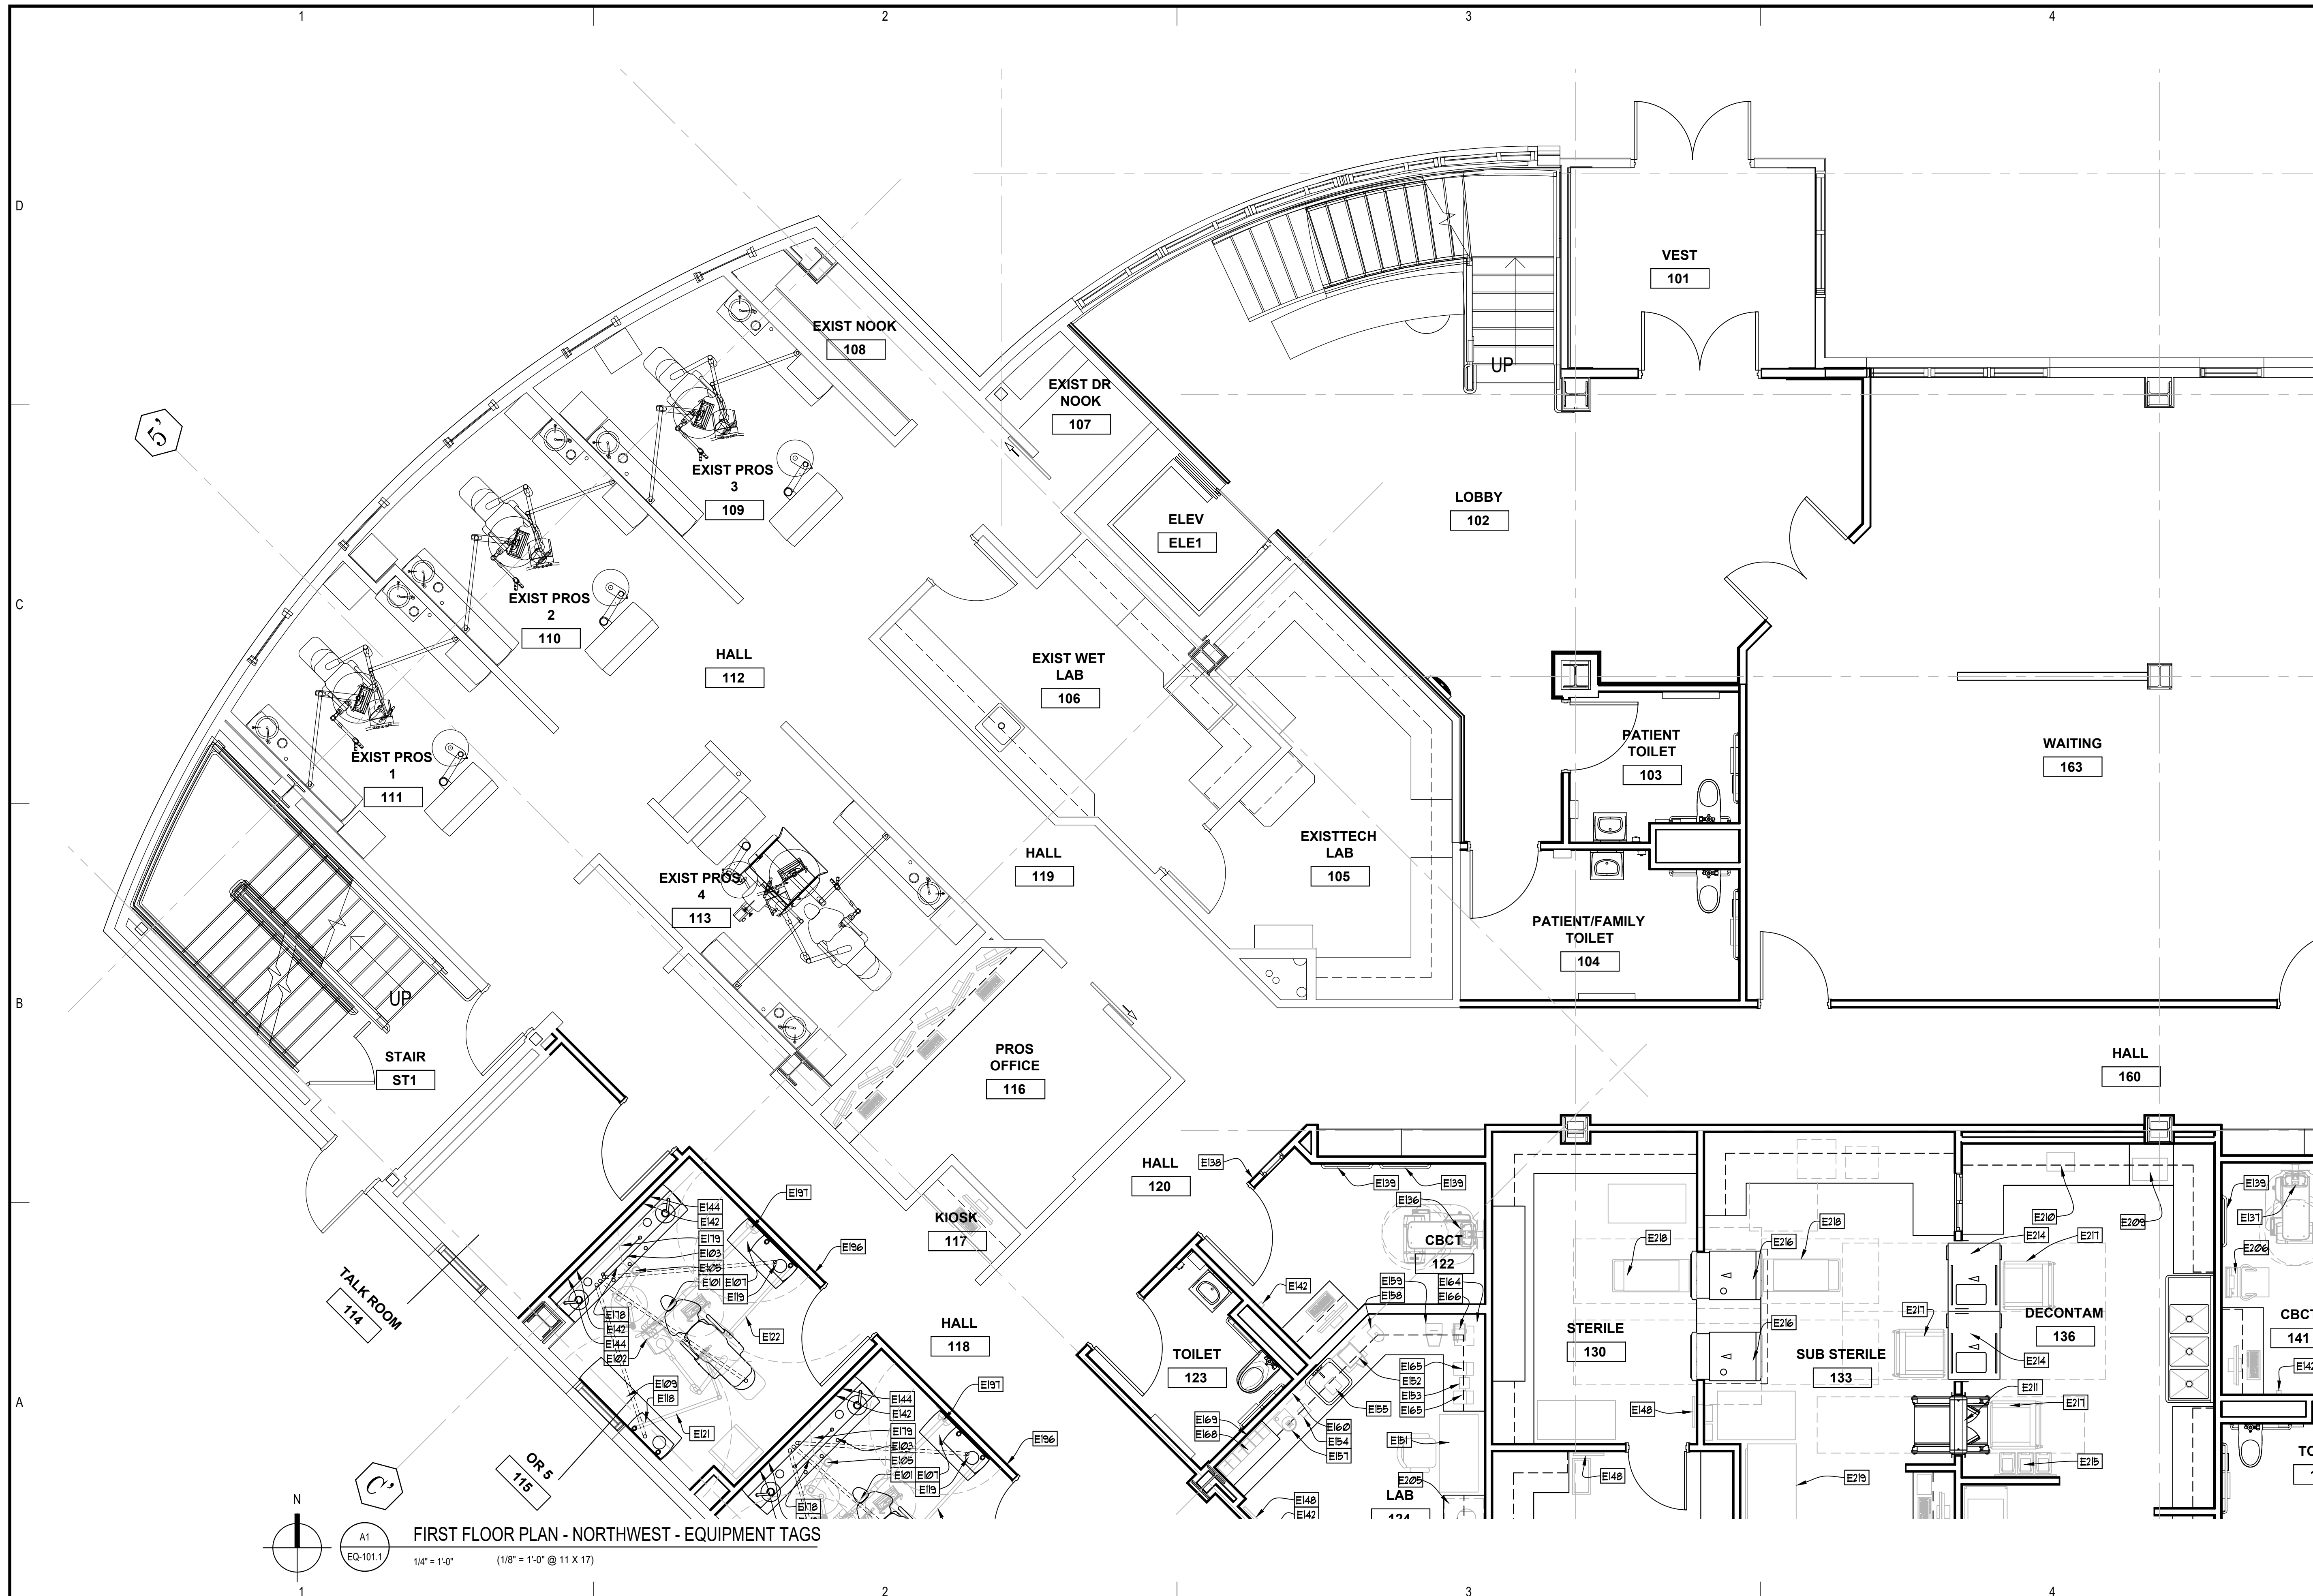 1
2
3
4
D
C
B
A
VEST
101
EXIST NOOK
108
EXIST DR
NOOK
107
UP
5'
EXIST PROS
3
109
ELEV
ELE1
LOBBY
102
EXIST PROS
2
110
HALL
112
EXIST WET
LAB
106
PATIENT
TOILET
103
WAITING
163
EXIST PROS
1
111
EXISTTECH
LAB
105
HALL
119
EXIST PROS
4
113
PATIENT/FAMILY
TOILET
104
UP
STAIR
ST1
PROS
OFFICE
116
HALL
160
HALL
120
E138
E139
E139
E136
CBCT
122
E142
E159
E158
E164
E166
KIOSK
117
E197
E144
E142
E179
E103
E105
E101
E107
E119
E196
E178
E142
E144
E102
E122
E109
E118
E121
TALK ROOM
114
OR 5
115
C'
HALL
118
E197
E144
E142
E179
E103
E105
E101
E107
E119
E196
E178
TOILET
123
E165
E152
E153
E165
E155
E169
E168
E160
E154
E157
E151
E205
LAB
124
E148
E142
STERILE
130
E218
E216
E218
E216
E148
E148
SUB STERILE
133
E219
E210
E209
E214
E217
E217
E214
DECONTAM
136
E211
E217
E215
E139
E137
E206
CBCT
141
E142
N
A1
EQ-101.1
FIRST FLOOR PLAN - NORTHWEST - EQUIPMENT TAGS
1/4" = 1'-0"
(1/8" = 1'-0" @ 11 X 17)
1
2
3
4